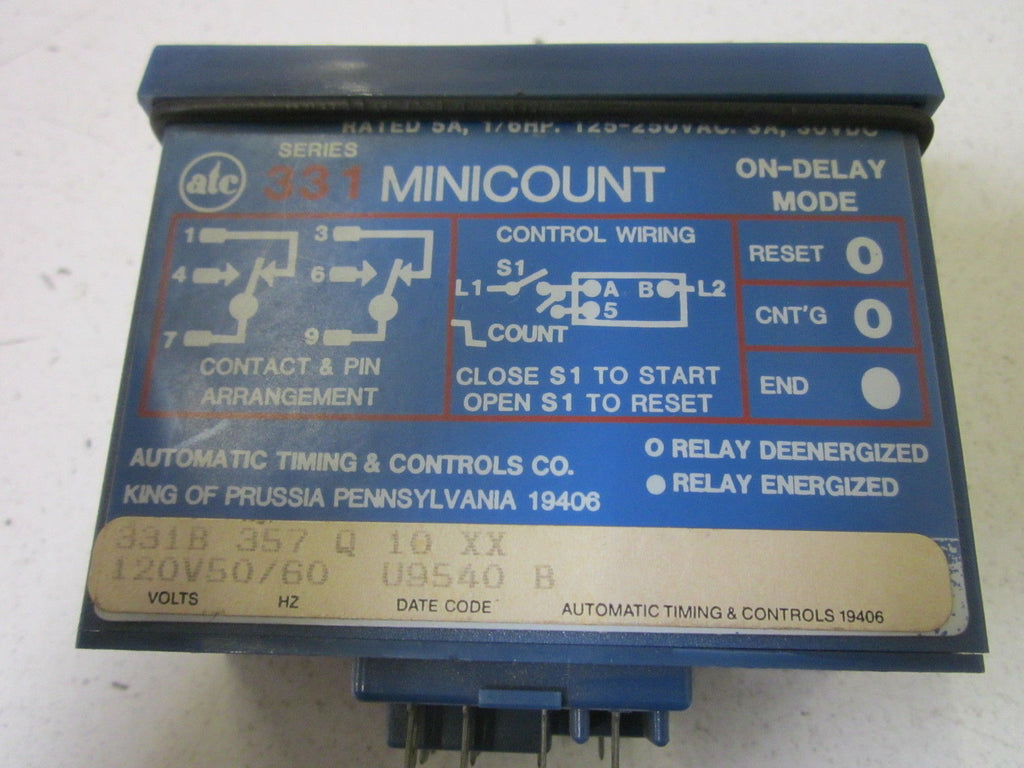 RATED 5A, 1/6HP. 125-250VAC. 3A, 30VDC
atc
SERIES
331 MINICOUNT
ON-DELAY
MODE
1 3
4 6
7 9
CONTACT & PIN
ARRANGEMENT
CONTROL WIRING
S1
L1 A B L2
5
COUNT
CLOSE S1 TO START
OPEN S1 TO RESET
RESET O
CNT'G O
END
AUTOMATIC TIMING & CONTROLS CO.
KING OF PRUSSIA PENNSYLVANIA 19406
RELAY DEENERGIZED
RELAY ENERGIZED
331B 357 Q 10 XX
120V50/60 U9540 B
VOLTS HZ DATE CODE AUTOMATIC TIMING & CONTROLS 19406